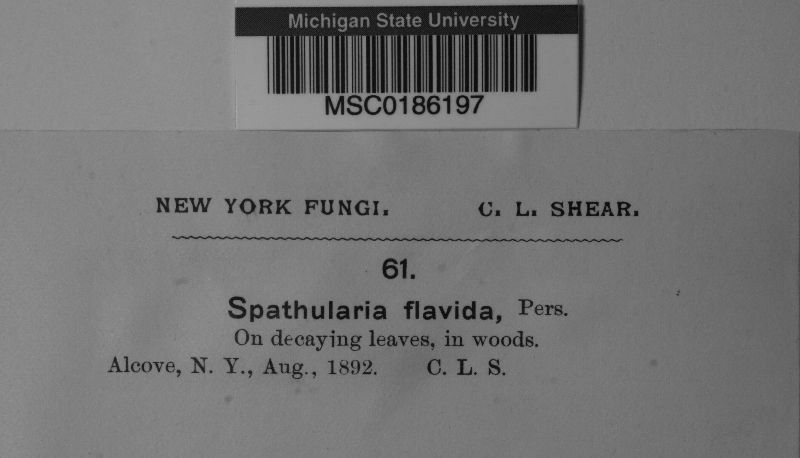 Michigan State University
MSC0186197
NEW YORK FUNGI. C. L. SHEAR.
61.
Spathularia flavida, Pers.
On decaying leaves, in woods.
Alcove, N. Y., Aug., 1892. C. L. S.